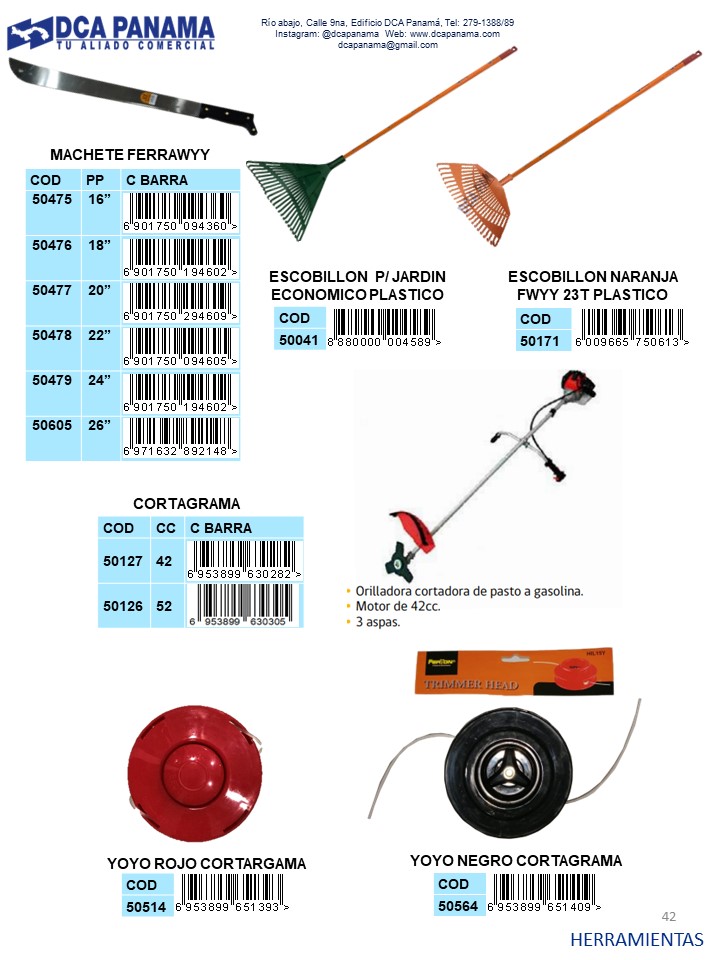 DCA PANAMA
TU ALIADO COMERCIAL
Río abajo, Calle 9na, Edificio DCA Panamá, Tel: 279-1388/89
Instagram: @dcapanama Web: www.dcapanama.com
dcapanama@gmail.com
MACHETE FERRAWYY
COD PP C BARRA
50475 16”
6 901750 094360 >
50476 18”
6 901750 194602 >
50477 20”
6 901750 294609 >
50478 22”
6 901750 094605 >
50479 24”
6 901750 194602 >
50605 26”
6 971632 892148 >
ESCOBILLON P/ JARDIN
ECONOMICO PLASTICO
COD
50041
8 880000 004589 >
ESCOBILLON NARANJA
FWYY 23T PLASTICO
COD
50171
6 009665 750613 >
CORTAGRAMA
COD CC C BARRA
50127 42
6 953899 630282 >
50126 52
6 953899 630305 >
• Orilladora cortadora de pasto a gasolina.
• Motor de 42cc.
• 3 aspas.
TRIMMER HEAD
YOYO ROJO CORTARGAMA
COD
50514
6 953899 651393 >
YOYO NEGRO CORTAGRAMA
COD
50564
6 953899 651409 >
42
HERRAMIENTAS